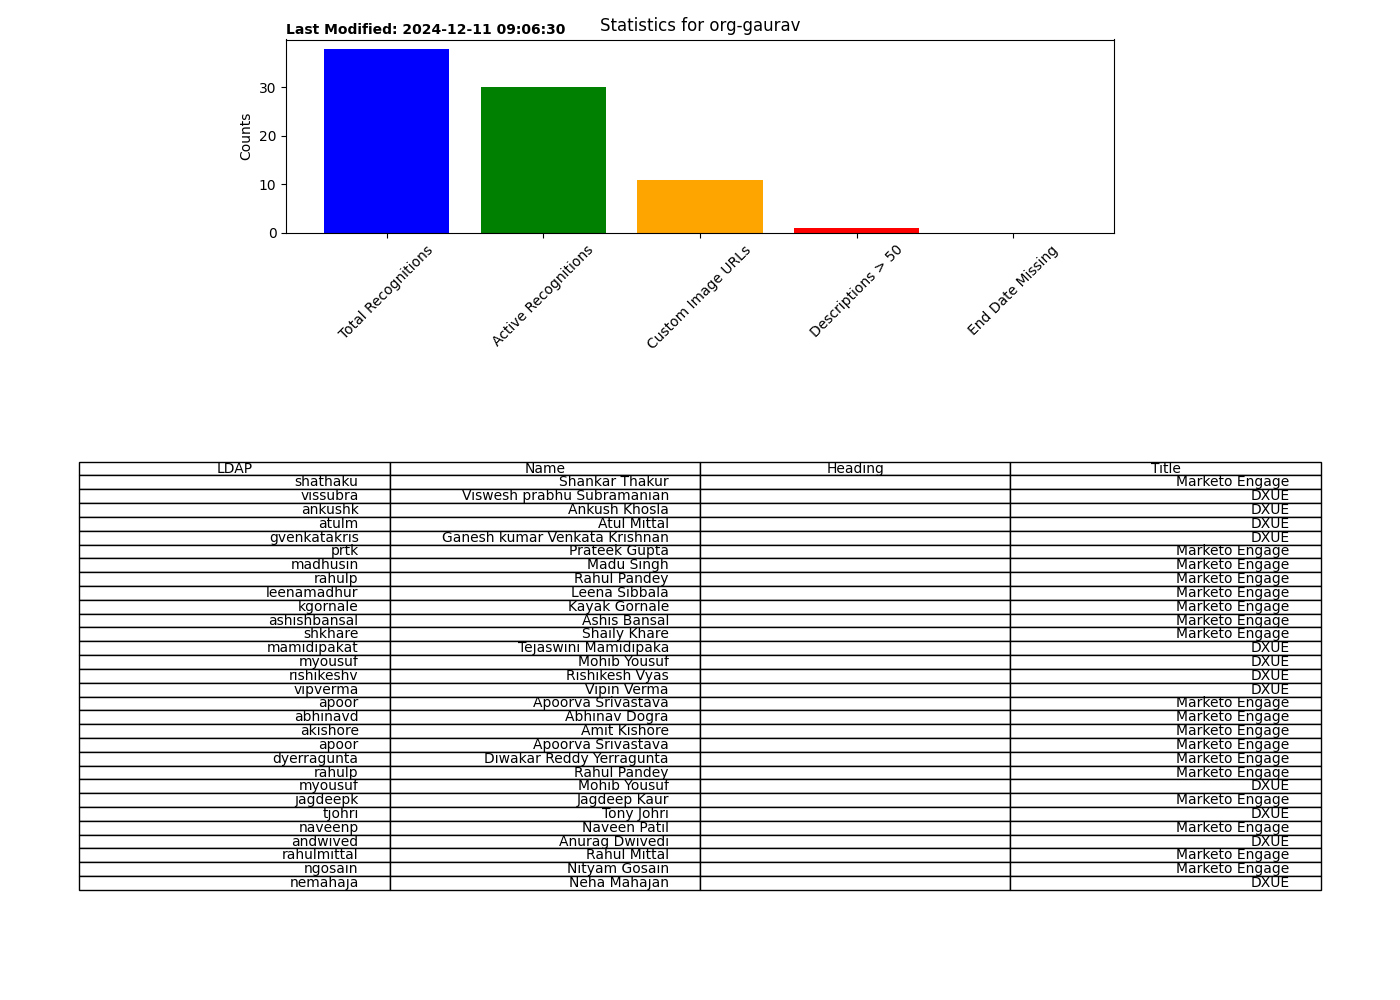 Last Modified: 2024-12-11 09:06:30 Statistics for org-gaurav
30
20
10
0
Counts
Total Recognitions
Active Recognitions
Custom Image URLs
Descriptions > 50
End Date Missing
LDAP Name Heading Title
shathaku Shankar Thakur Marketo Engage
vissubra Viswesh prabhu Subramanian DXUE
ankushk Ankush Khosla DXUE
atulm Atul Mittal DXUE
gvenkatakris Ganesh kumar Venkata Krishnan DXUE
prtk Prateek Gupta Marketo Engage
madhusin Madu Singh Marketo Engage
rahulp Rahul Pandey Marketo Engage
leenamadhur Leena Sibbala Marketo Engage
kgornale Kayak Gornale Marketo Engage
ashishbansal Ashis Bansal Marketo Engage
shkhare Shaily Khare Marketo Engage
mamidipakat Tejaswini Mamidipaka DXUE
myousuf Mohib Yousuf DXUE
rishikeshv Rishikesh Vyas DXUE
vipverma Vipin Verma DXUE
apoor Apoorva Srivastava Marketo Engage
abhinavd Abhinav Dogra Marketo Engage
akishore Amit Kishore Marketo Engage
apoor Apoorva Srivastava Marketo Engage
dyerragunta Diwakar Reddy Yerragunta Marketo Engage
rahulp Rahul Pandey Marketo Engage
myousuf Mohib Yousuf DXUE
jagdeepk Jagdeep Kaur Marketo Engage
tjohri Tony Johri DXUE
naveenp Naveen Patil Marketo Engage
andwived Anurag Dwivedi DXUE
rahulmittal Rahul Mittal Marketo Engage
ngosain Nityam Gosain Marketo Engage
nemahaja Neha Mahajan DXUE